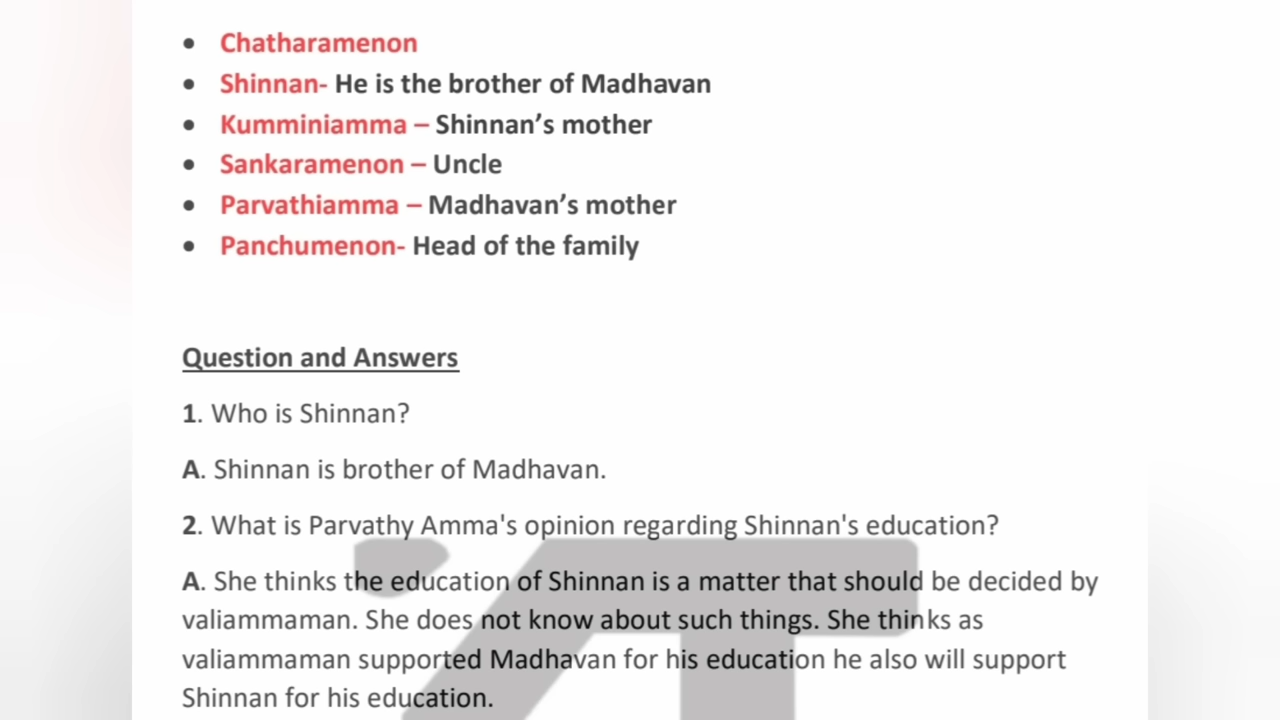 • Chatharamenon
• Shinnan- He is the brother of Madhavan
• Kumminiamma – Shinnan’s mother
• Sankaramenon – Uncle
• Parvathiamma – Madhavan’s mother
• Panchumenon- Head of the family
Question and Answers
1. Who is Shinnan?
A. Shinnan is brother of Madhavan.
2. What is Parvathy Amma's opinion regarding Shinnan's education?
A. She thinks the education of Shinnan is a matter that should be decided by
valiammaman. She does not know about such things. She thinks as
valiammaman supported Madhavan for his education he also will support
Shinnan for his education.